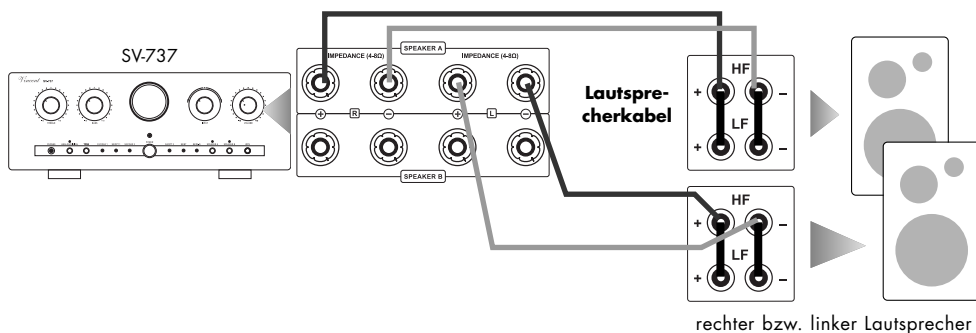 SV-737
Vincent
SPEAKER A
IMPEDANCE (4-8Ω) IMPEDANCE (4-8Ω)
+ R − + L −
SPEAKER B
Lautspre-
cherkabel
HF
+ −
LF
+ −
HF
+ −
LF
+ −
rechter bzw. linker Lautsprecher